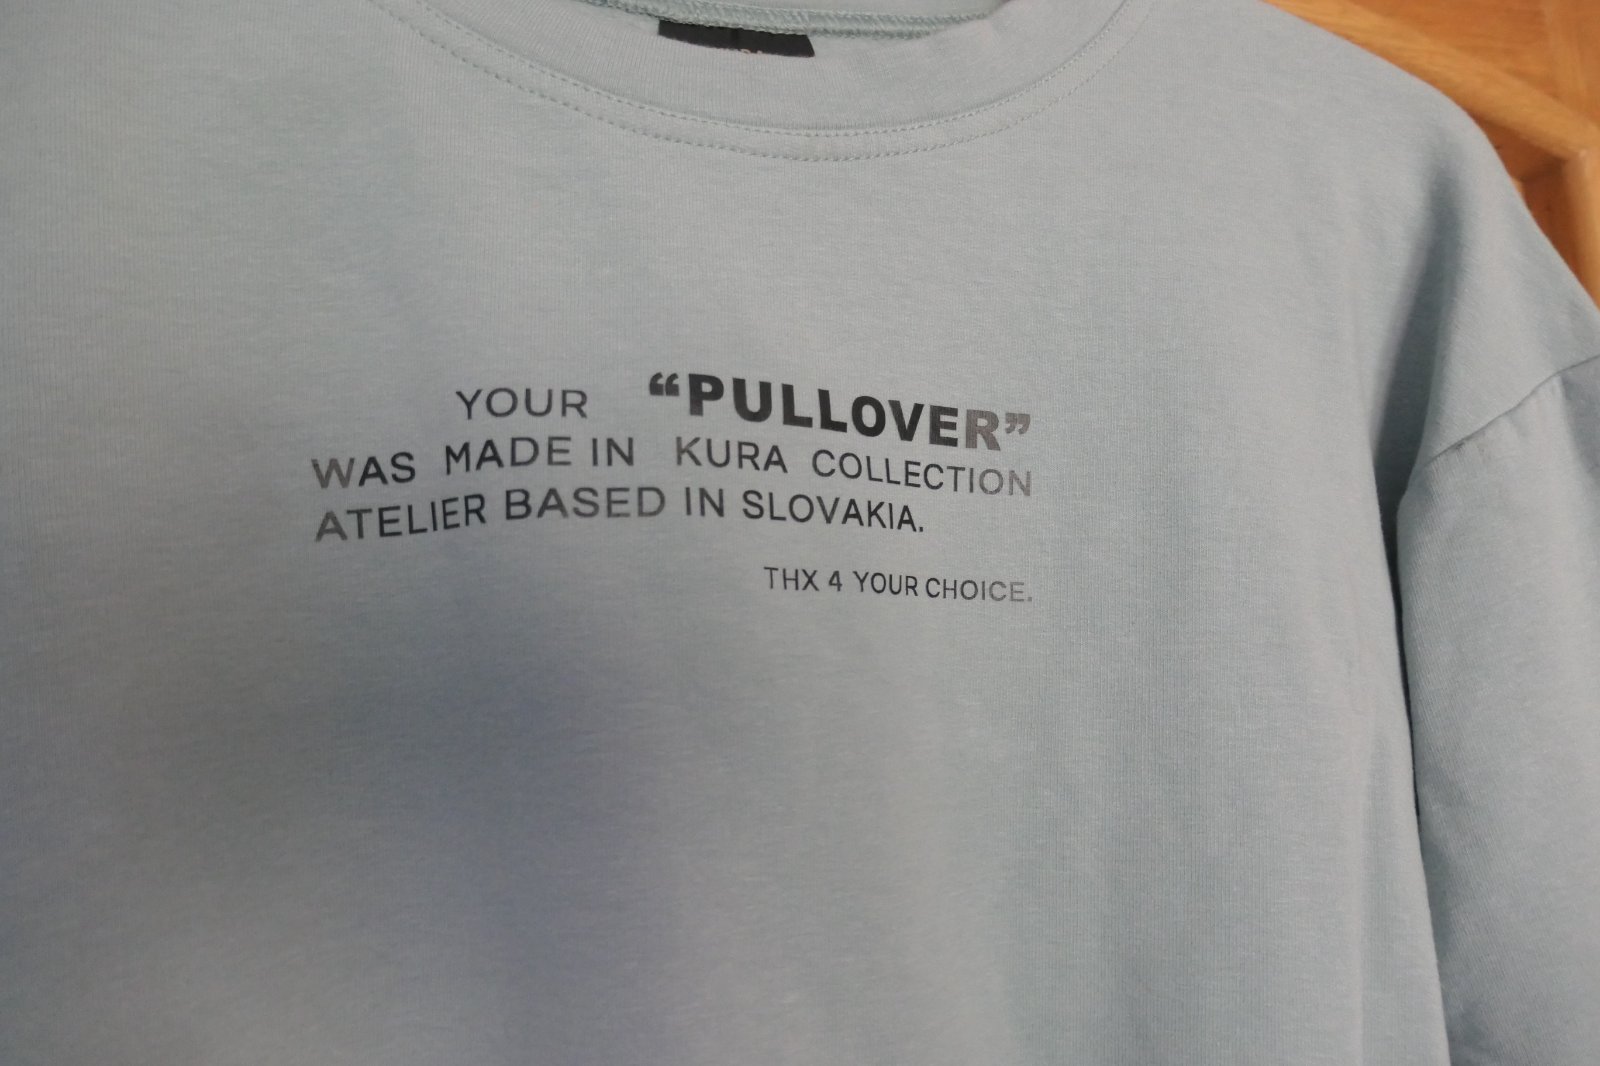 YOUR “PULLOVER”
WAS MADE IN KURA COLLECTION
ATELIER BASED IN SLOVAKIA.
THX 4 YOUR CHOICE.